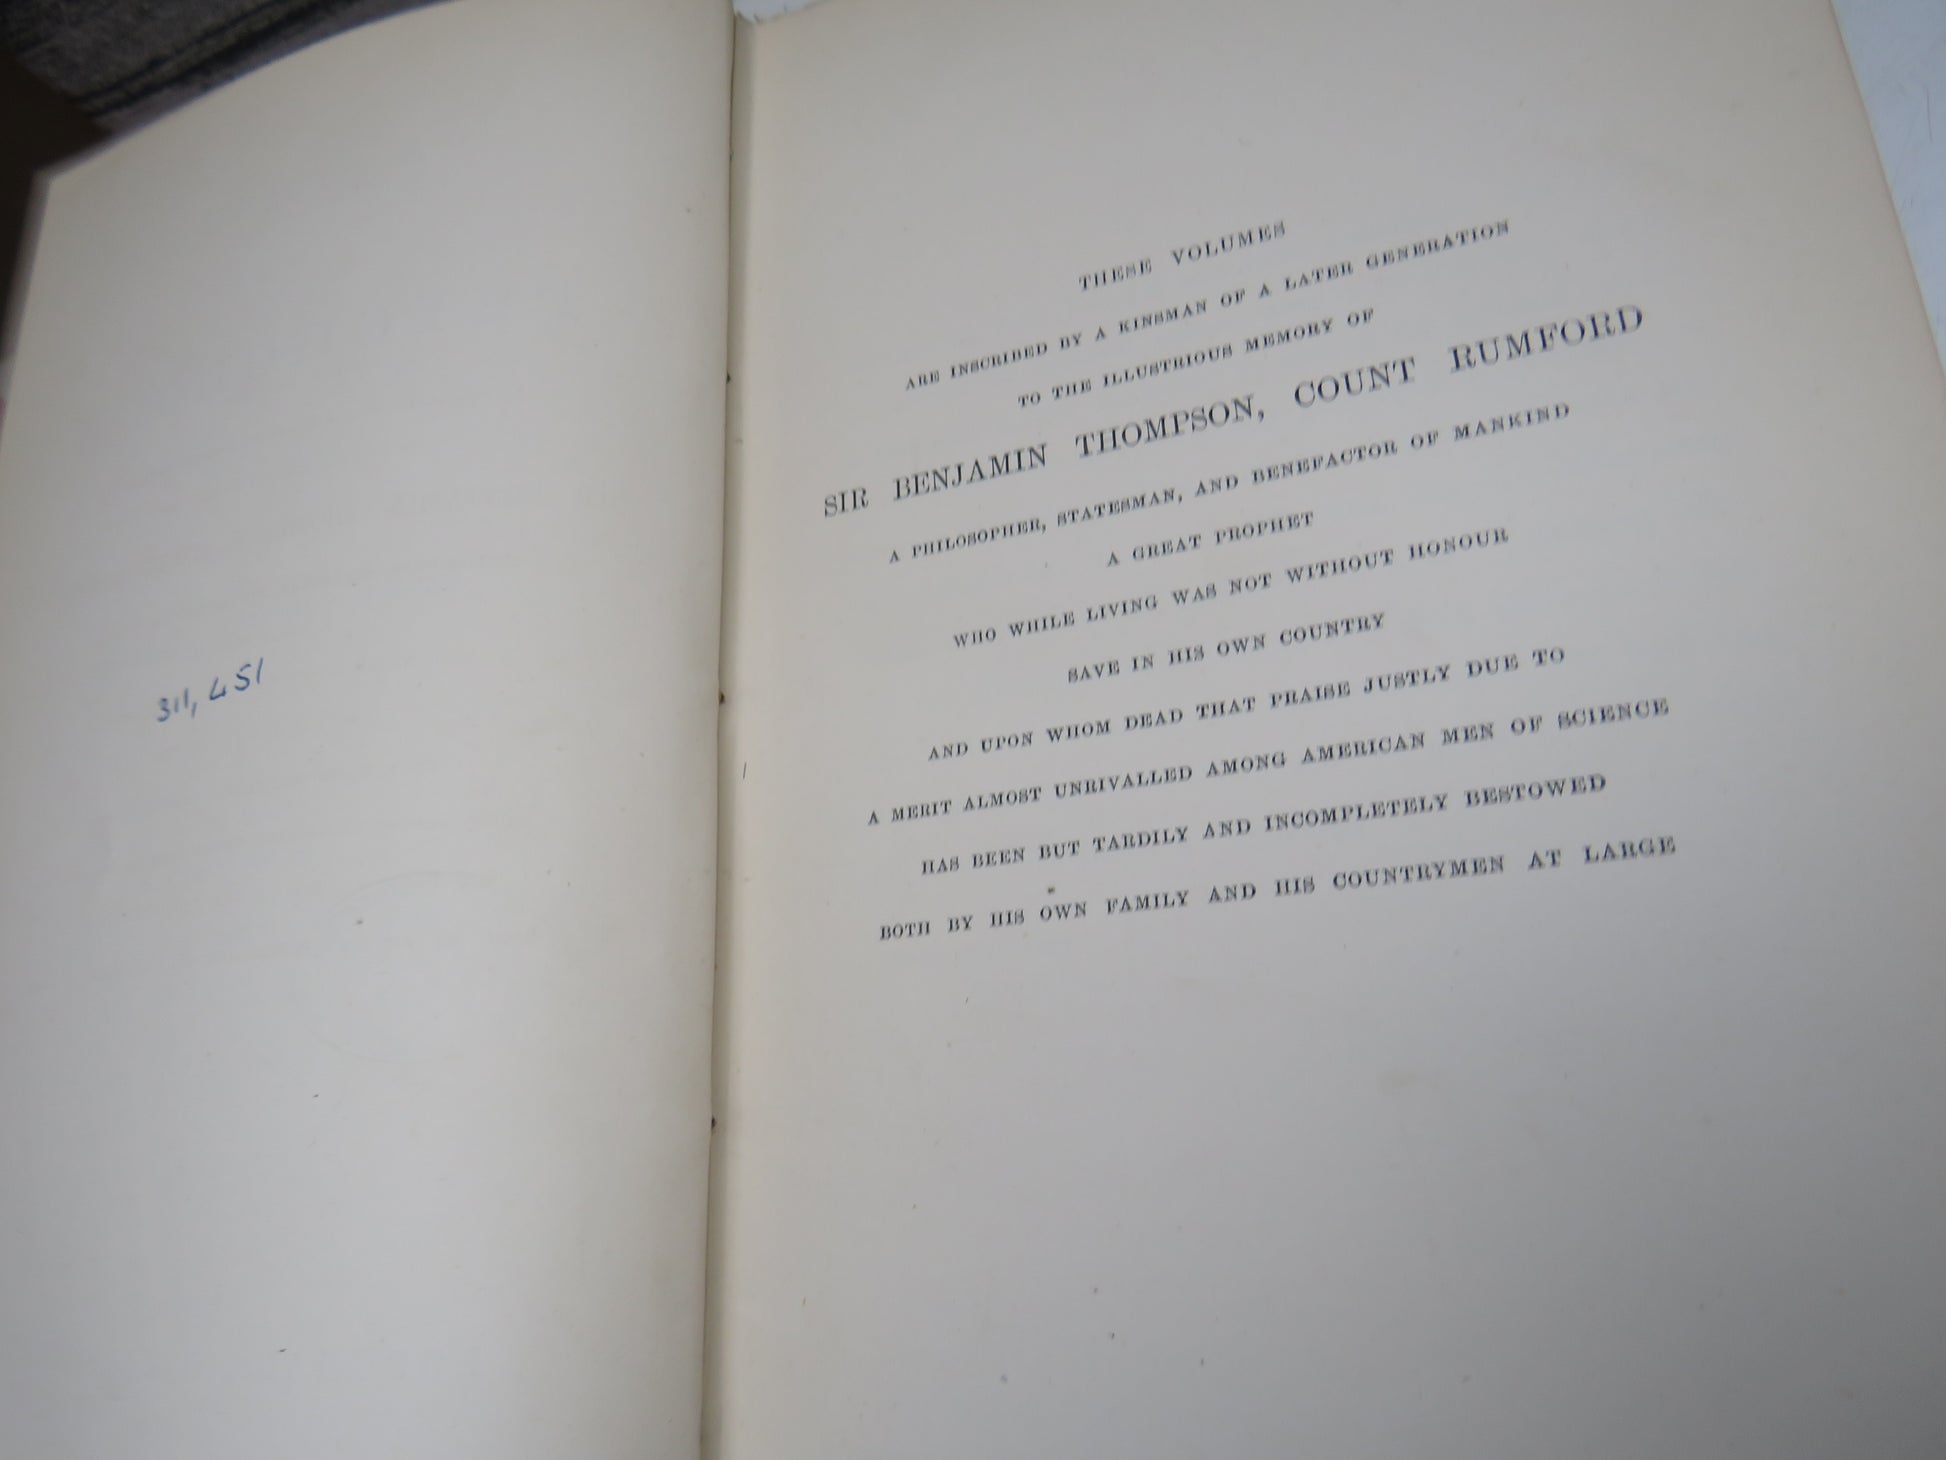 311,451
THESE VOLUMES
ARE INSCRIBED BY A KINSMAN OF A LATER GENERATION
TO THE ILLUSTRIOUS MEMORY OF
SIR BENJAMIN THOMPSON, COUNT RUMFORD
A PHILOSOPHER, STATESMAN, AND BENEFACTOR OF MANKIND
A GREAT PROPHET
WHO WHILE LIVING WAS NOT WITHOUT HONOUR
SAVE IN HIS OWN COUNTRY
AND UPON WHOM DEAD THAT PRAISE JUSTLY DUE TO
A MERIT ALMOST UNRIVALLED AMONG AMERICAN MEN OF SCIENCE
HAS BEEN BUT TARDILY AND INCOMPLETELY BESTOWED
BOTH BY HIS OWN FAMILY AND HIS COUNTRYMEN AT LARGE